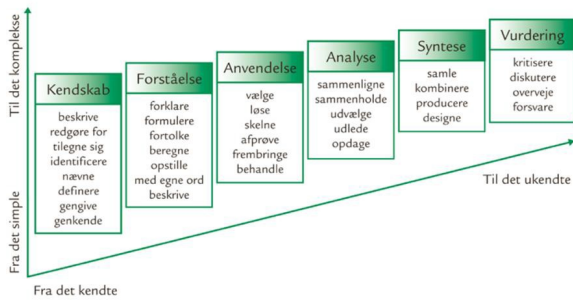 Til det komplekse
Fra det simple
Kendskab
beskrive
redgøre for
tilegne sig
identificere
nævne
definere
gengive
genkende
Forståelse
forklare
formulere
fortolke
beregne
opstille
med egne ord
beskrive
Anvendelse
vælge
løse
skelne
afprøve
frembringe
behandle
Analyse
sammenligne
sammenholde
udvælge
udlede
opdage
Syntese
samle
kombinere
producere
designe
Vurdering
kritisere
diskutere
overveje
forsvare
Til det ukendte
Fra det kendte